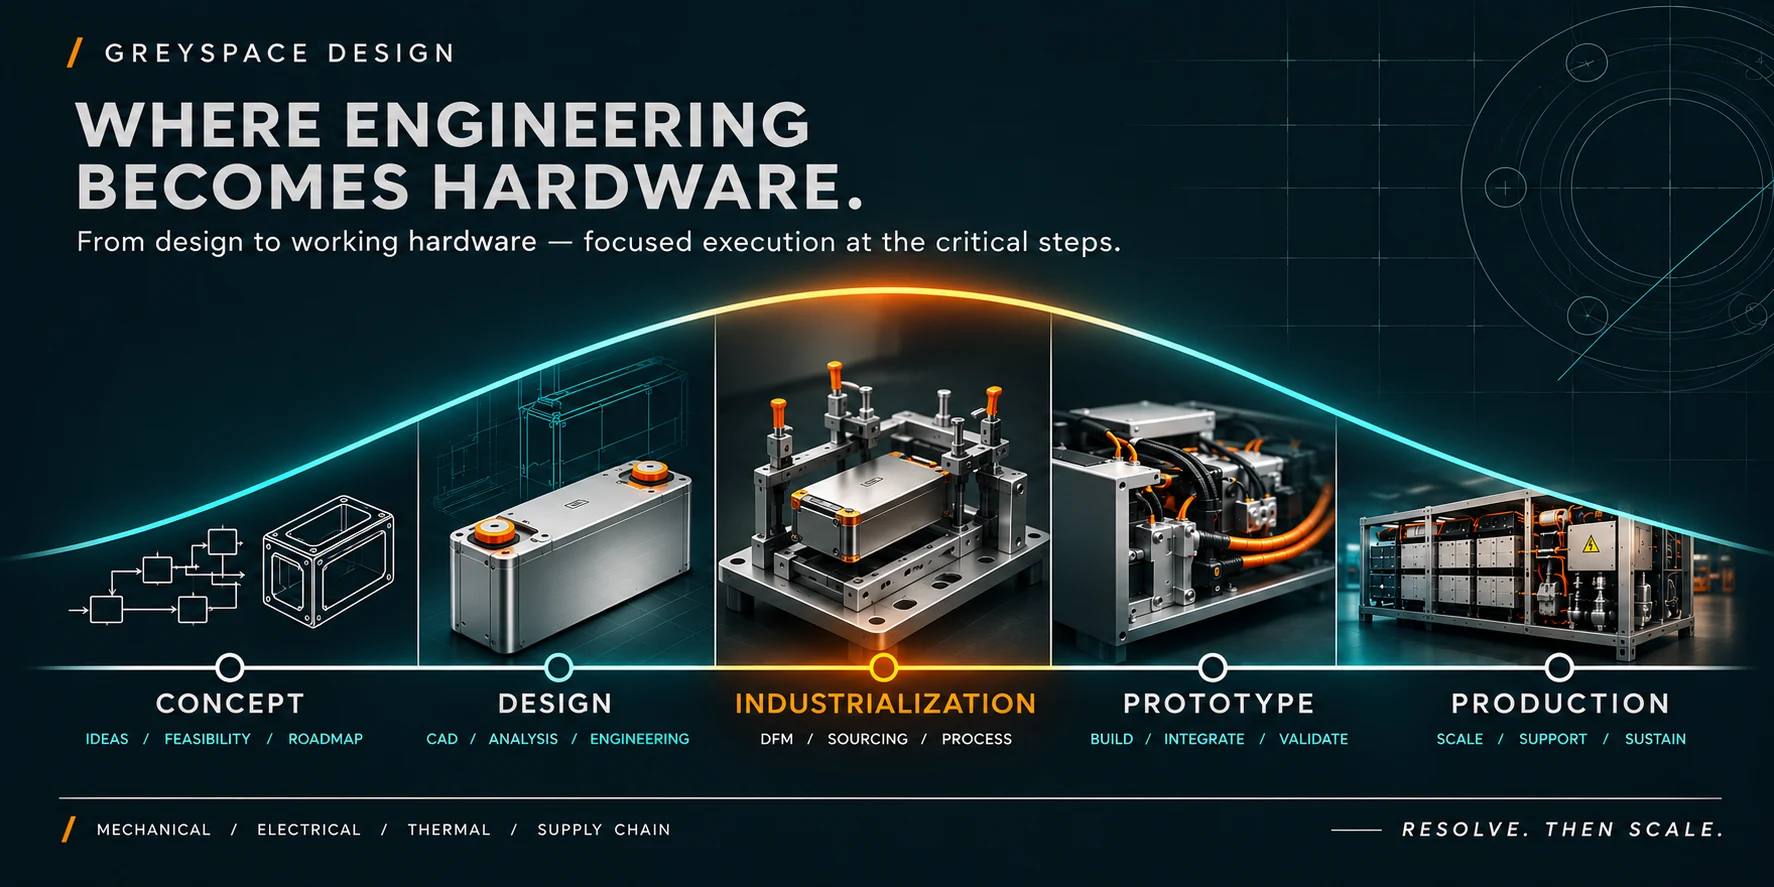 / GREYSPACE DESIGN
WHERE ENGINEERING
BECOMES HARDWARE.
From design to working hardware — focused execution at the critical steps.
CONCEPT
IDEAS / FEASIBILITY / ROADMAP
DESIGN
CAD / ANALYSIS / ENGINEERING
INDUSTRIALIZATION
DFM / SOURCING / PROCESS
PROTOTYPE
BUILD / INTEGRATE / VALIDATE
PRODUCTION
SCALE / SUPPORT / SUSTAIN
/ MECHANICAL / ELECTRICAL / THERMAL / SUPPLY CHAIN
RESOLVE. THEN SCALE.